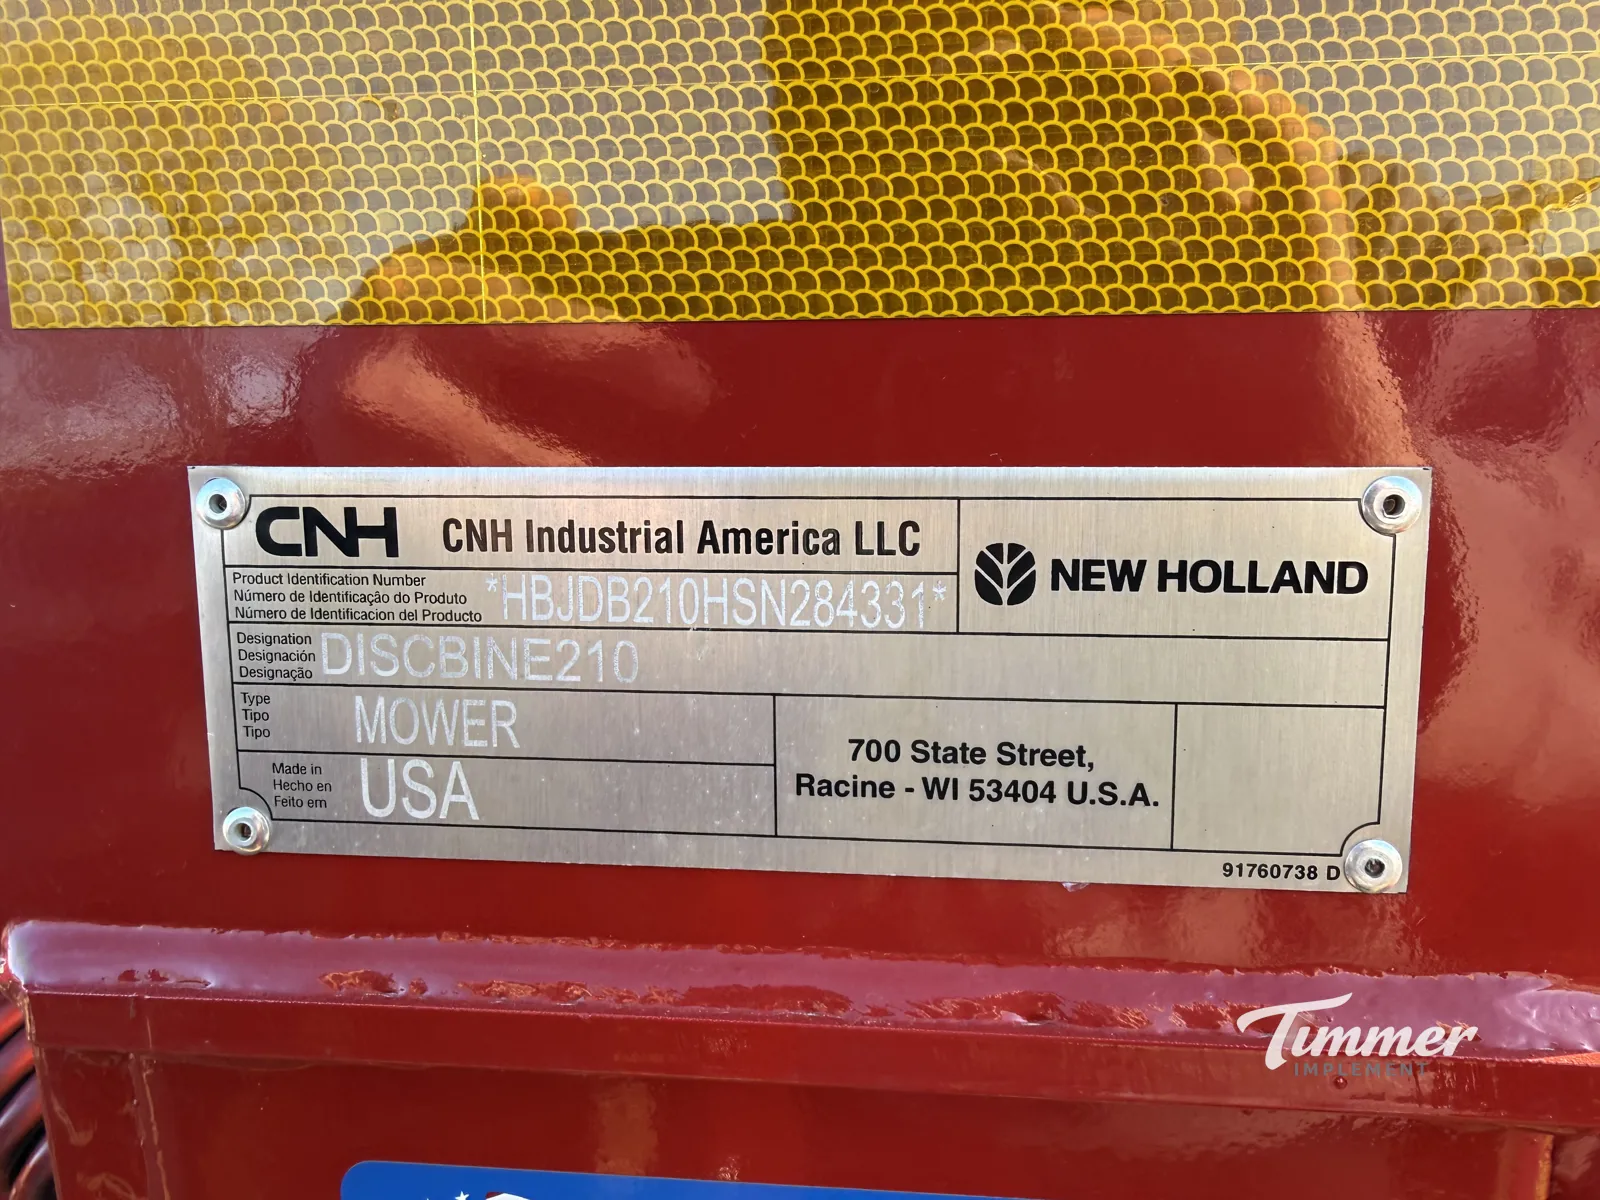 CNH CNH Industrial America LLC
NEW HOLLAND
Product Identification Number
Número de Identificação do Produto
Número de Identificacion del Producto
*HBJDB210HSN284331*
Designation
Designación
Designação
DISCBINE210
Type
Tipo
Tipo
MOWER
Made in
Hecho en
Feito em
USA
700 State Street,
Racine - WI 53404 U.S.A.
91760738 D
Timmer
IMPLEMENT